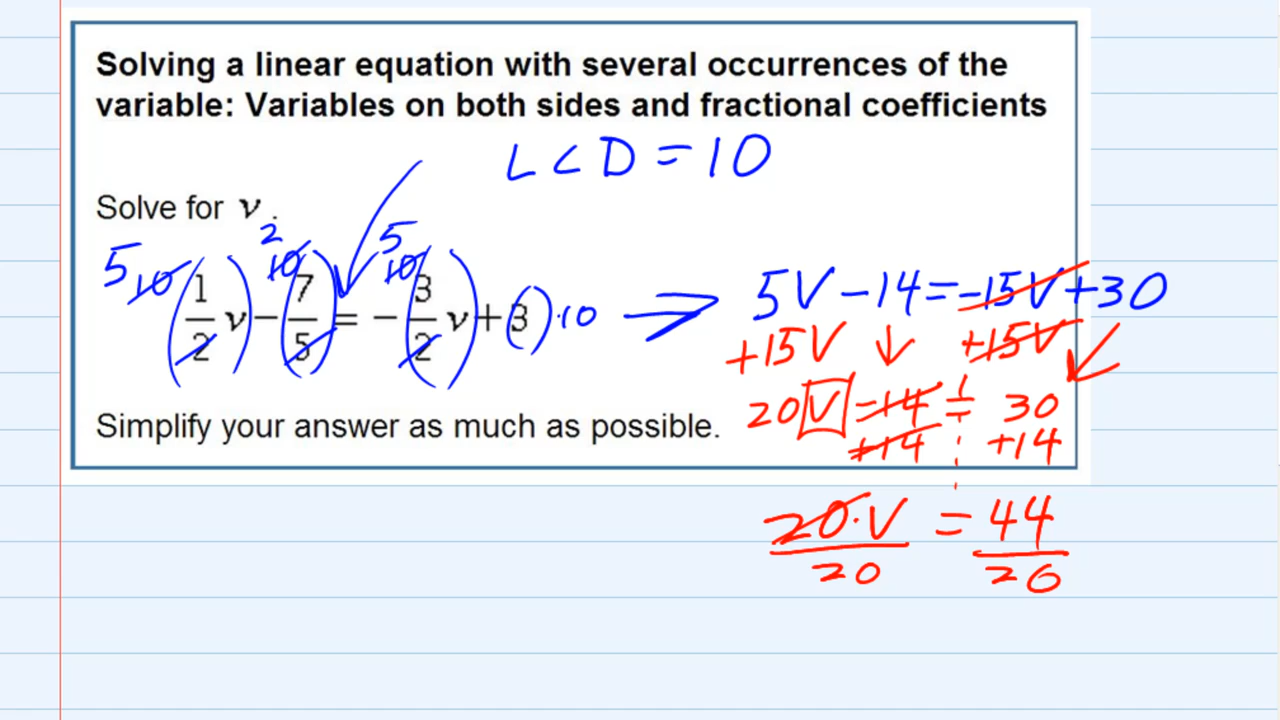 Solving a linear equation with several occurrences of the
variable: Variables on both sides and fractional coefficients
LCD = 10
Solve for v.
5 10(1/2 v) - 2 10(7/5) = -5 10(3/2 v) + (3)·10 => 5V - 14 = -15V + 30
+15V +15V
20V - 14 = 30
+14 +14
Simplify your answer as much as possible.
20·V = 44
20 20